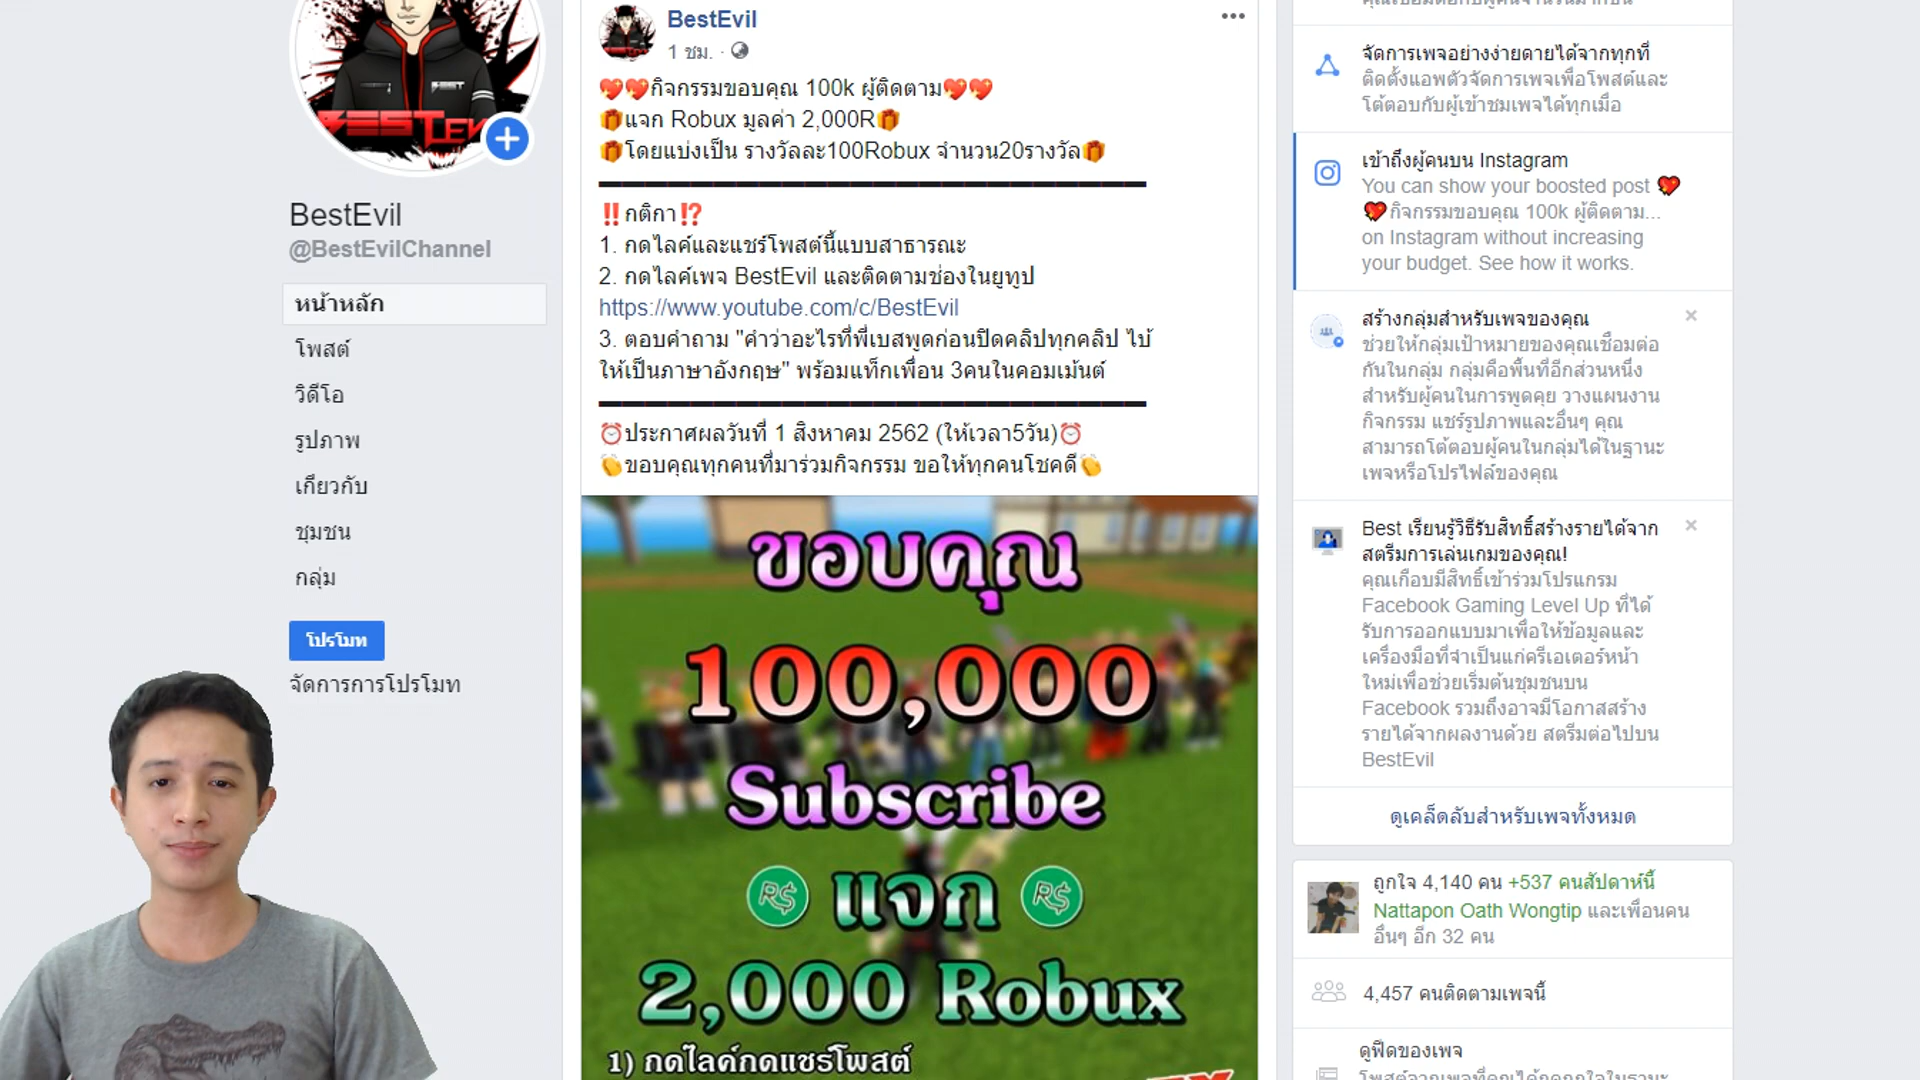 BestEvil
@BestEvilChannel
หน้าหลัก
โพสต์
วิดีโอ
รูปภาพ
เกี่ยวกับ
ชุมชน
กลุ่ม
โปรโมท
จัดการการโปรโมท
BestEvil
1 ชม. ·
💖💖กิจกรรมขอบคุณ 100k ผู้ติดตาม💖💖
🎁แจก Robux มูลค่า 2,000R🎁
🎁โดยแบ่งเป็น รางวัลละ100Robux จำนวน20รางวัล🎁
‼️กติกา⁉️
1. กดไลค์และแชร์โพสต์นี้แบบสาธารณะ
2. กดไลค์เพจ BestEvil และติดตามช่องในยูทูป
https://www.youtube.com/c/BestEvil
3. ตอบคำถาม "คำว่าอะไรที่พี่เบสพูดก่อนปิดคลิปทุกคลิป ไบ้
ให้เป็นภาษาอังกฤษ" พร้อมแท็กเพื่อน 3คนในคอมเม้นต์
⏰ประกาศผลวันที่ 1 สิงหาคม 2562 (ให้เวลา5วัน)⏰
👏ขอบคุณทุกคนที่มาร่วมกิจกรรม ขอให้ทุกคนโชคดี👏
ขอบคุณ
100,000
Subscribe
R$ แจก R$
2,000 Robux
1) กดไลค์กดแชร์โพสต์
จัดการเพจอย่างง่ายดายได้จากทุกที่
ติดตั้งแอพตัวจัดการเพจเพื่อโพสต์และ
โต้ตอบกับผู้เข้าชมเพจได้ทุกเมื่อ
เข้าถึงผู้คนบน Instagram
You can show your boosted post 💖
💖กิจกรรมขอบคุณ 100k ผู้ติดตาม...
on Instagram without increasing
your budget. See how it works.
สร้างกลุ่มสำหรับเพจของคุณ
ช่วยให้กลุ่มเป้าหมายของคุณเชื่อมต่อ
กันในกลุ่ม กลุ่มคือพื้นที่อีกส่วนหนึ่ง
สำหรับผู้คนในการพูดคุย วางแผนงาน
กิจกรรม แชร์รูปภาพและอื่นๆ คุณ
สามารถโต้ตอบผู้คนในกลุ่มได้ในฐานะ
เพจหรือโปรไฟล์ของคุณ
Best เรียนรู้วิธีรับสิทธิ์สร้างรายได้จาก
สตรีมการเล่นเกมของคุณ!
คุณเกือบมีสิทธิ์เข้าร่วมโปรแกรม
Facebook Gaming Level Up ที่ได้
รับการออกแบบมาเพื่อให้ข้อมูลและ
เครื่องมือที่จำเป็นแก่ครีเอเตอร์หน้า
ใหม่เพื่อช่วยเริ่มต้นชุมชนบน
Facebook รวมถึงอาจมีโอกาสสร้าง
รายได้จากผลงานด้วย สตรีมต่อไปบน
BestEvil
ดูเคล็ดลับสำหรับเพจทั้งหมด
ถูกใจ 4,140 คน +537 คนสัปดาห์นี้
Nattapon Oath Wongtip และเพื่อนคน
อื่นๆ อีก 32 คน
4,457 คนติดตามเพจนี้
ดูฟีดของเพจ
โพสต์จากเพจที่คุณได้กดถูกใจในฐานะ